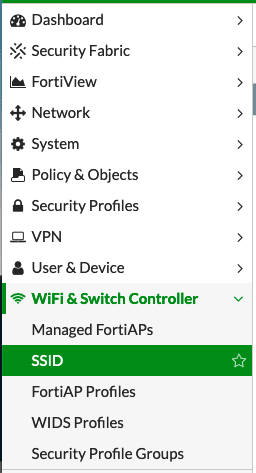 Dashboard
Security Fabric
FortiView
Network
System
Policy & Objects
Security Profiles
VPN
User & Device
WiFi & Switch Controller
Managed FortiAPs
SSID
FortiAP Profiles
WIDS Profiles
Security Profile Groups